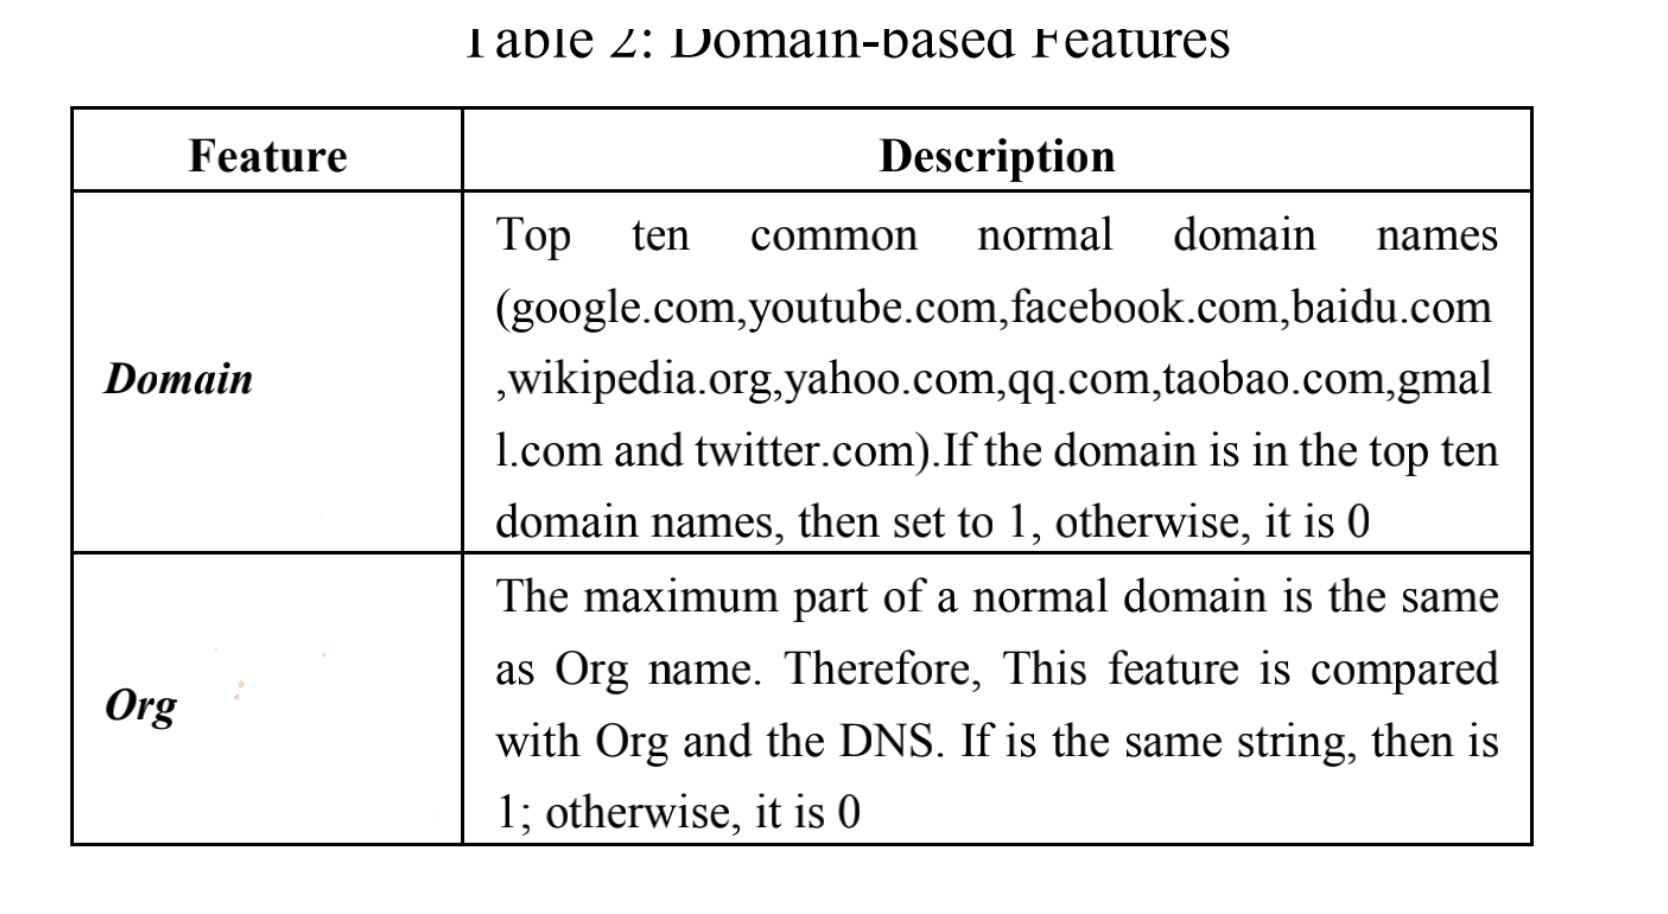 Table 2: Domain-based Features
Feature Description
Top ten common normal domain names
(google.com,youtube.com,facebook.com,baidu.com
Domain ,wikipedia.org,yahoo.com,qq.com,taobao.com,gmal
l.com and twitter.com).If the domain is in the top ten
domain names, then set to 1, otherwise, it is 0
The maximum part of a normal domain is the same
as Org name. Therefore, This feature is compared
Org with Org and the DNS. If is the same string, then is
1; otherwise, it is 0